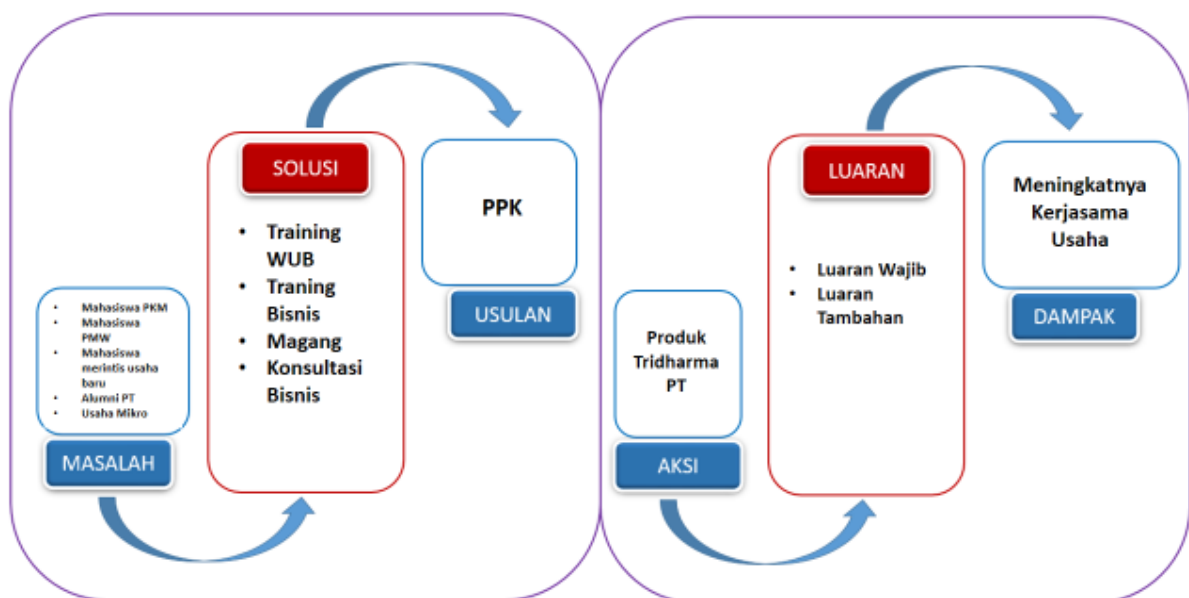 Mahasiswa PKM
Mahasiswa
PMW
Mahasiswa
merintis usaha
baru
Alumni PT
Usaha Mikro
MASALAH
SOLUSI
Training
WUB
Traning
Bisnis
Magang
Konsultasi
Bisnis
PPK
USULAN
Produk
Tridharma
PT
AKSI
LUARAN
Luaran Wajib
Luaran
Tambahan
Meningkatnya
Kerjasama
Usaha
DAMPAK